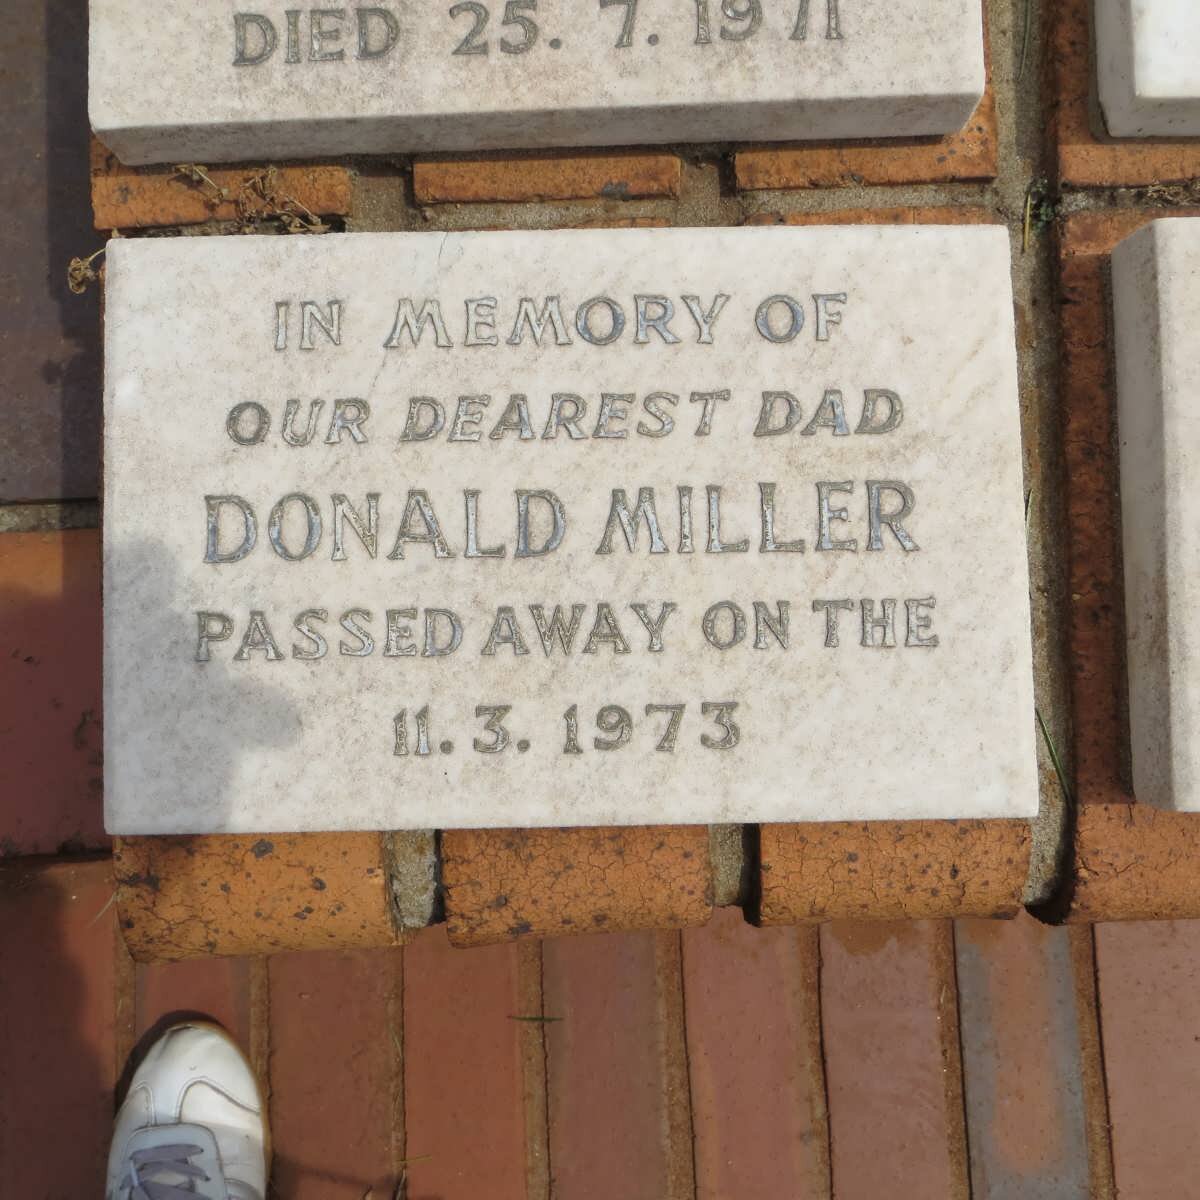 DIED 25. 7. 1971
IN MEMORY OF
OUR DEAREST DAD
DONALD MILLER
PASSED AWAY ON THE
11. 3. 1973